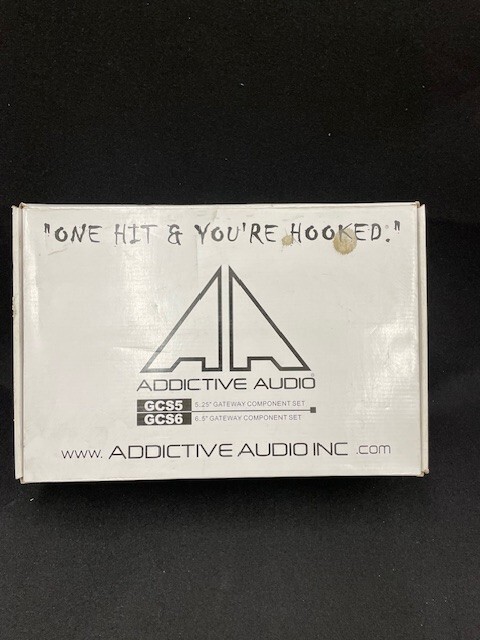 "ONE HIT & YOU'RE HOOKED."
ADDICTIVE AUDIO®
GCS5 5.25" GATEWAY COMPONENT SET
GCS6 6.5" GATEWAY COMPONENT SET
www. ADDICTIVE AUDIO INC .com